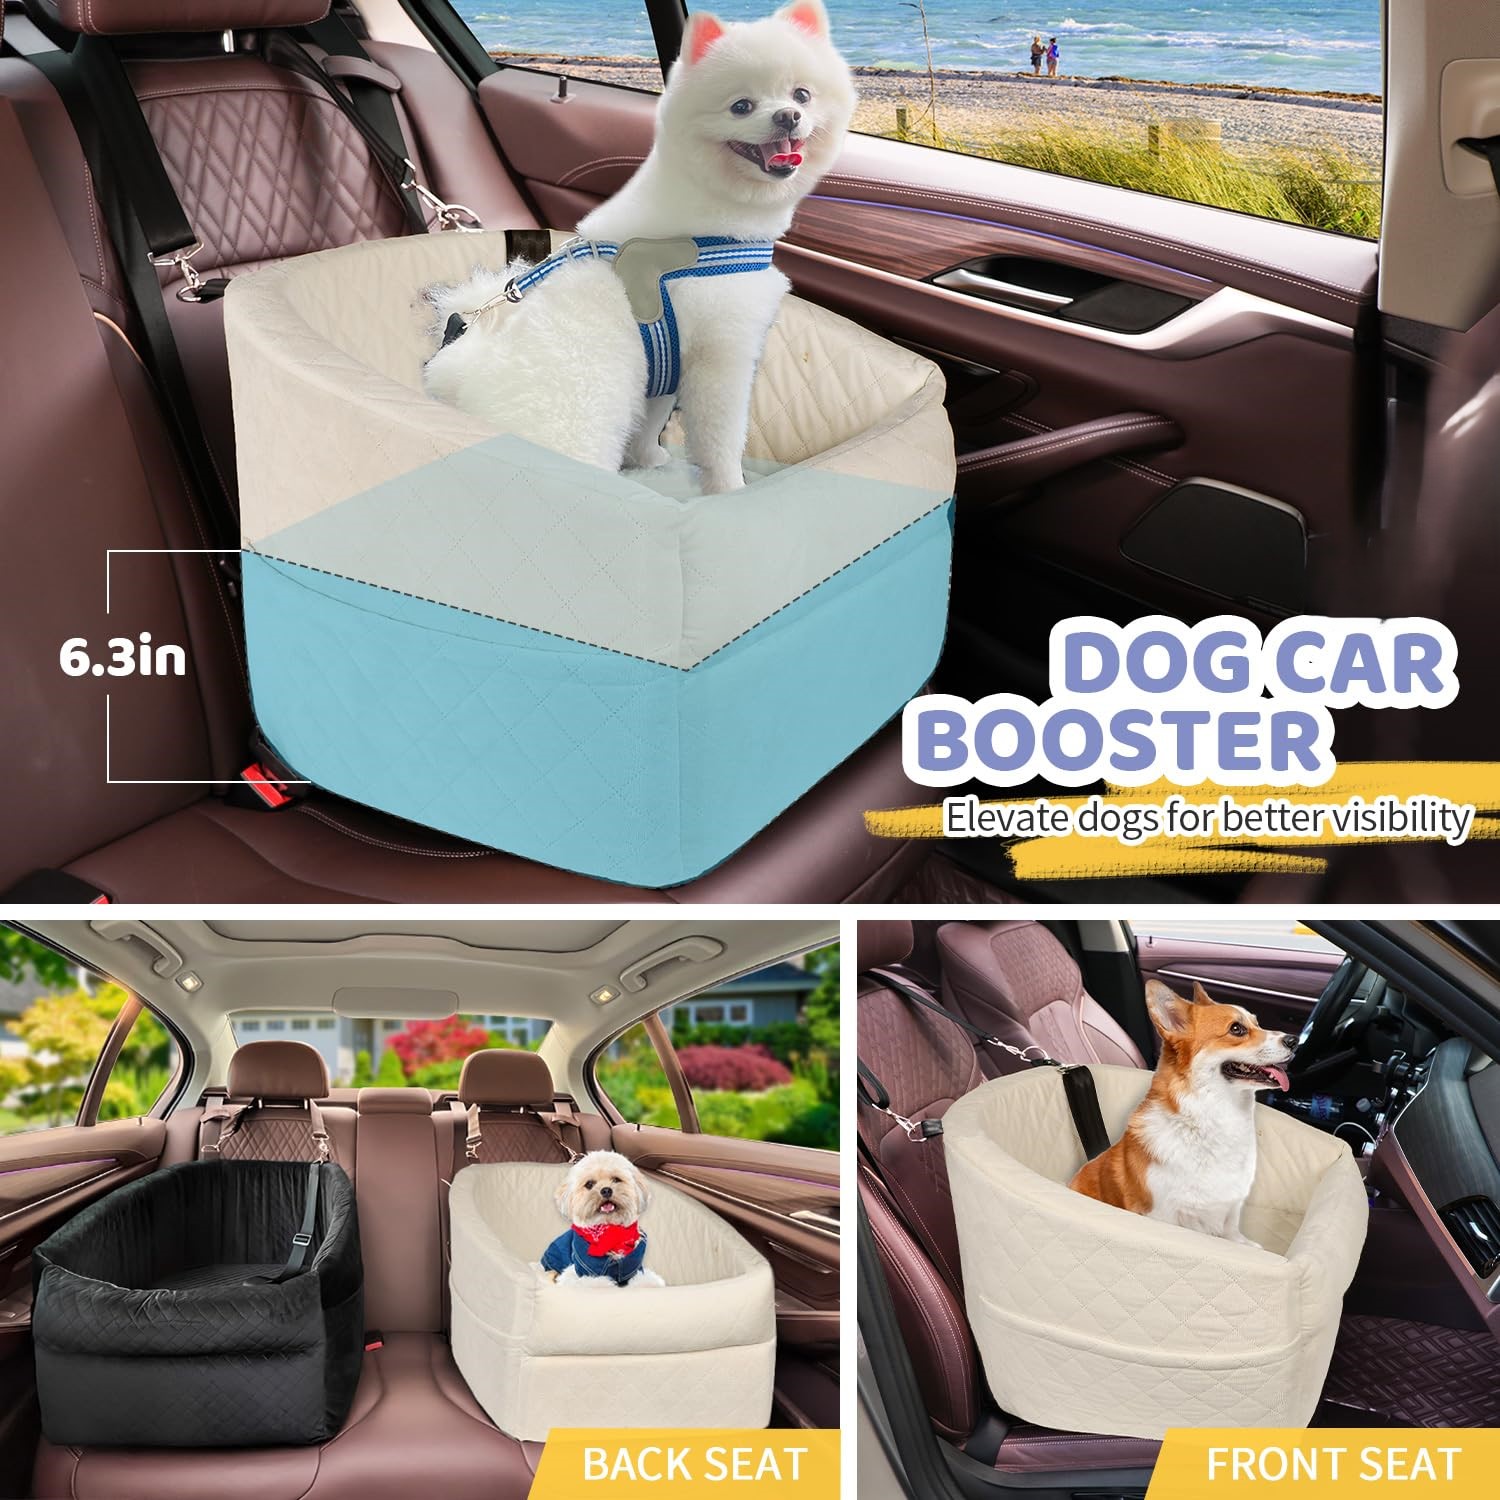 6.3in
DOG CAR
BOOSTER
Elevate dogs for better visibility
BACK SEAT
FRONT SEAT